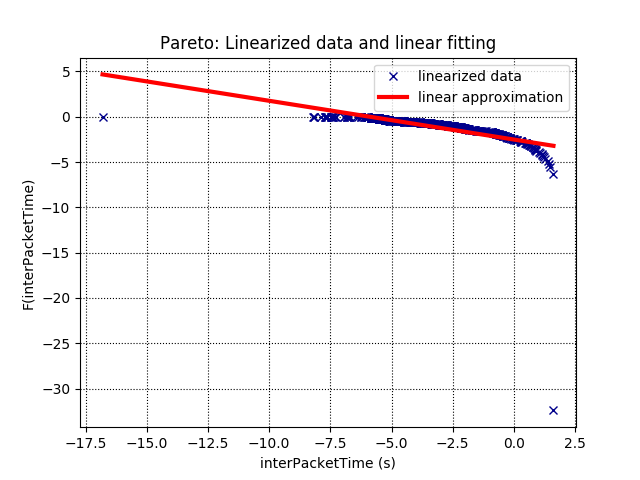 Pareto: Linearized data and linear fitting
linearized data
linear approximation
F(interPacketTime)
5
0
−5
−10
−15
−20
−25
−30
−17.5 −15.0 −12.5 −10.0 −7.5 −5.0 −2.5 0.0 2.5
interPacketTime (s)